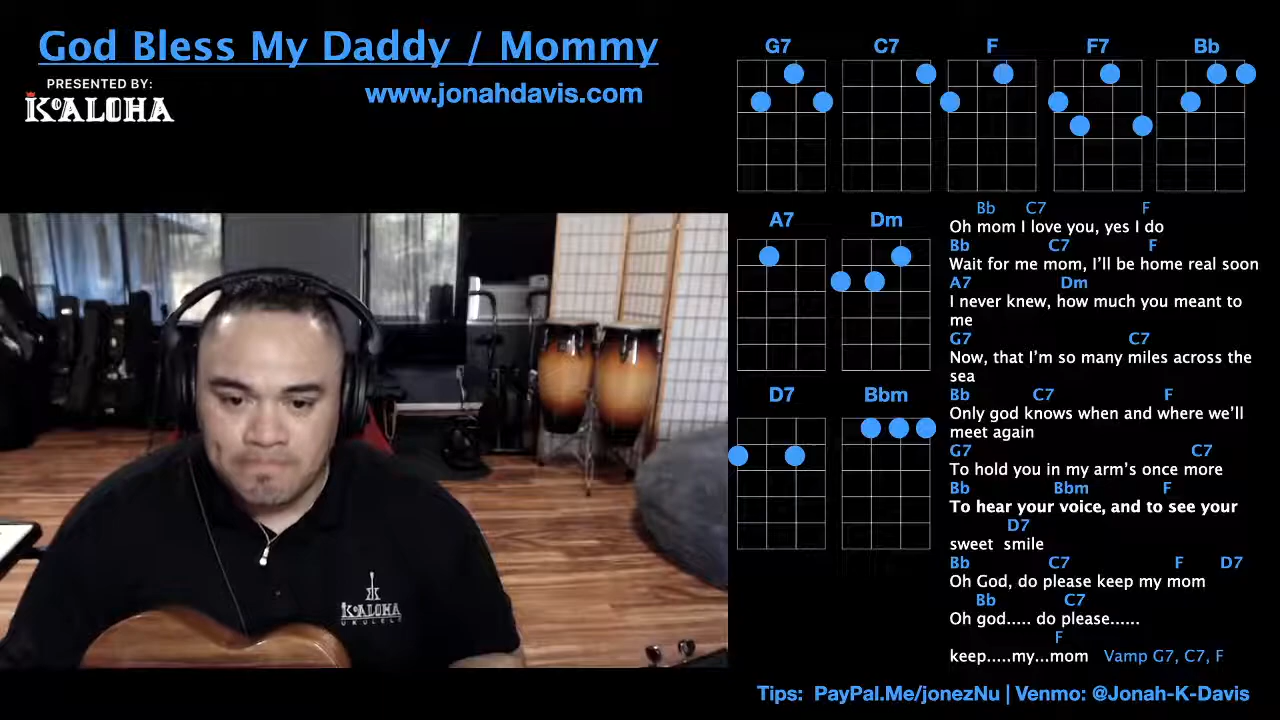 God Bless My Daddy / Mommy
PRESENTED BY:
KoALOHA
www.jonahdavis.com
G7 C7 F F7 Bb
A7 Dm
D7 Bbm
Bb C7 F
Oh mom I love you, yes I do
Bb C7 F
Wait for me mom, I'll be home real soon
A7 Dm
I never knew, how much you meant to
me
G7 C7
Now, that I'm so many miles across the
sea
Bb C7 F
Only god knows when and where we'll
meet again
G7 C7
To hold you in my arm's once more
Bb Bbm F
To hear your voice, and to see your
D7
sweet smile
Bb C7 F D7
Oh God, do please keep my mom
Bb C7
Oh god..... do please......
F
keep.....my...mom Vamp G7, C7, F
KoALOHA
UKULELE
Tips: PayPal.Me/jonezNu | Venmo: @Jonah-K-Davis